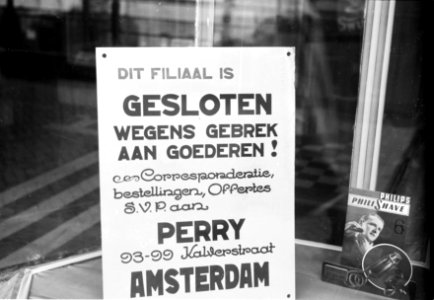 DIT FILIAAL IS
GESLOTEN
WEGENS GEBREK
AAN GOEDEREN!
Correspondentie,
bestellingen, Offertes
S.V.P. aan
PERRY
93-99 Kalverstraat
AMSTERDAM
PHILIPS
PHILISHAVE